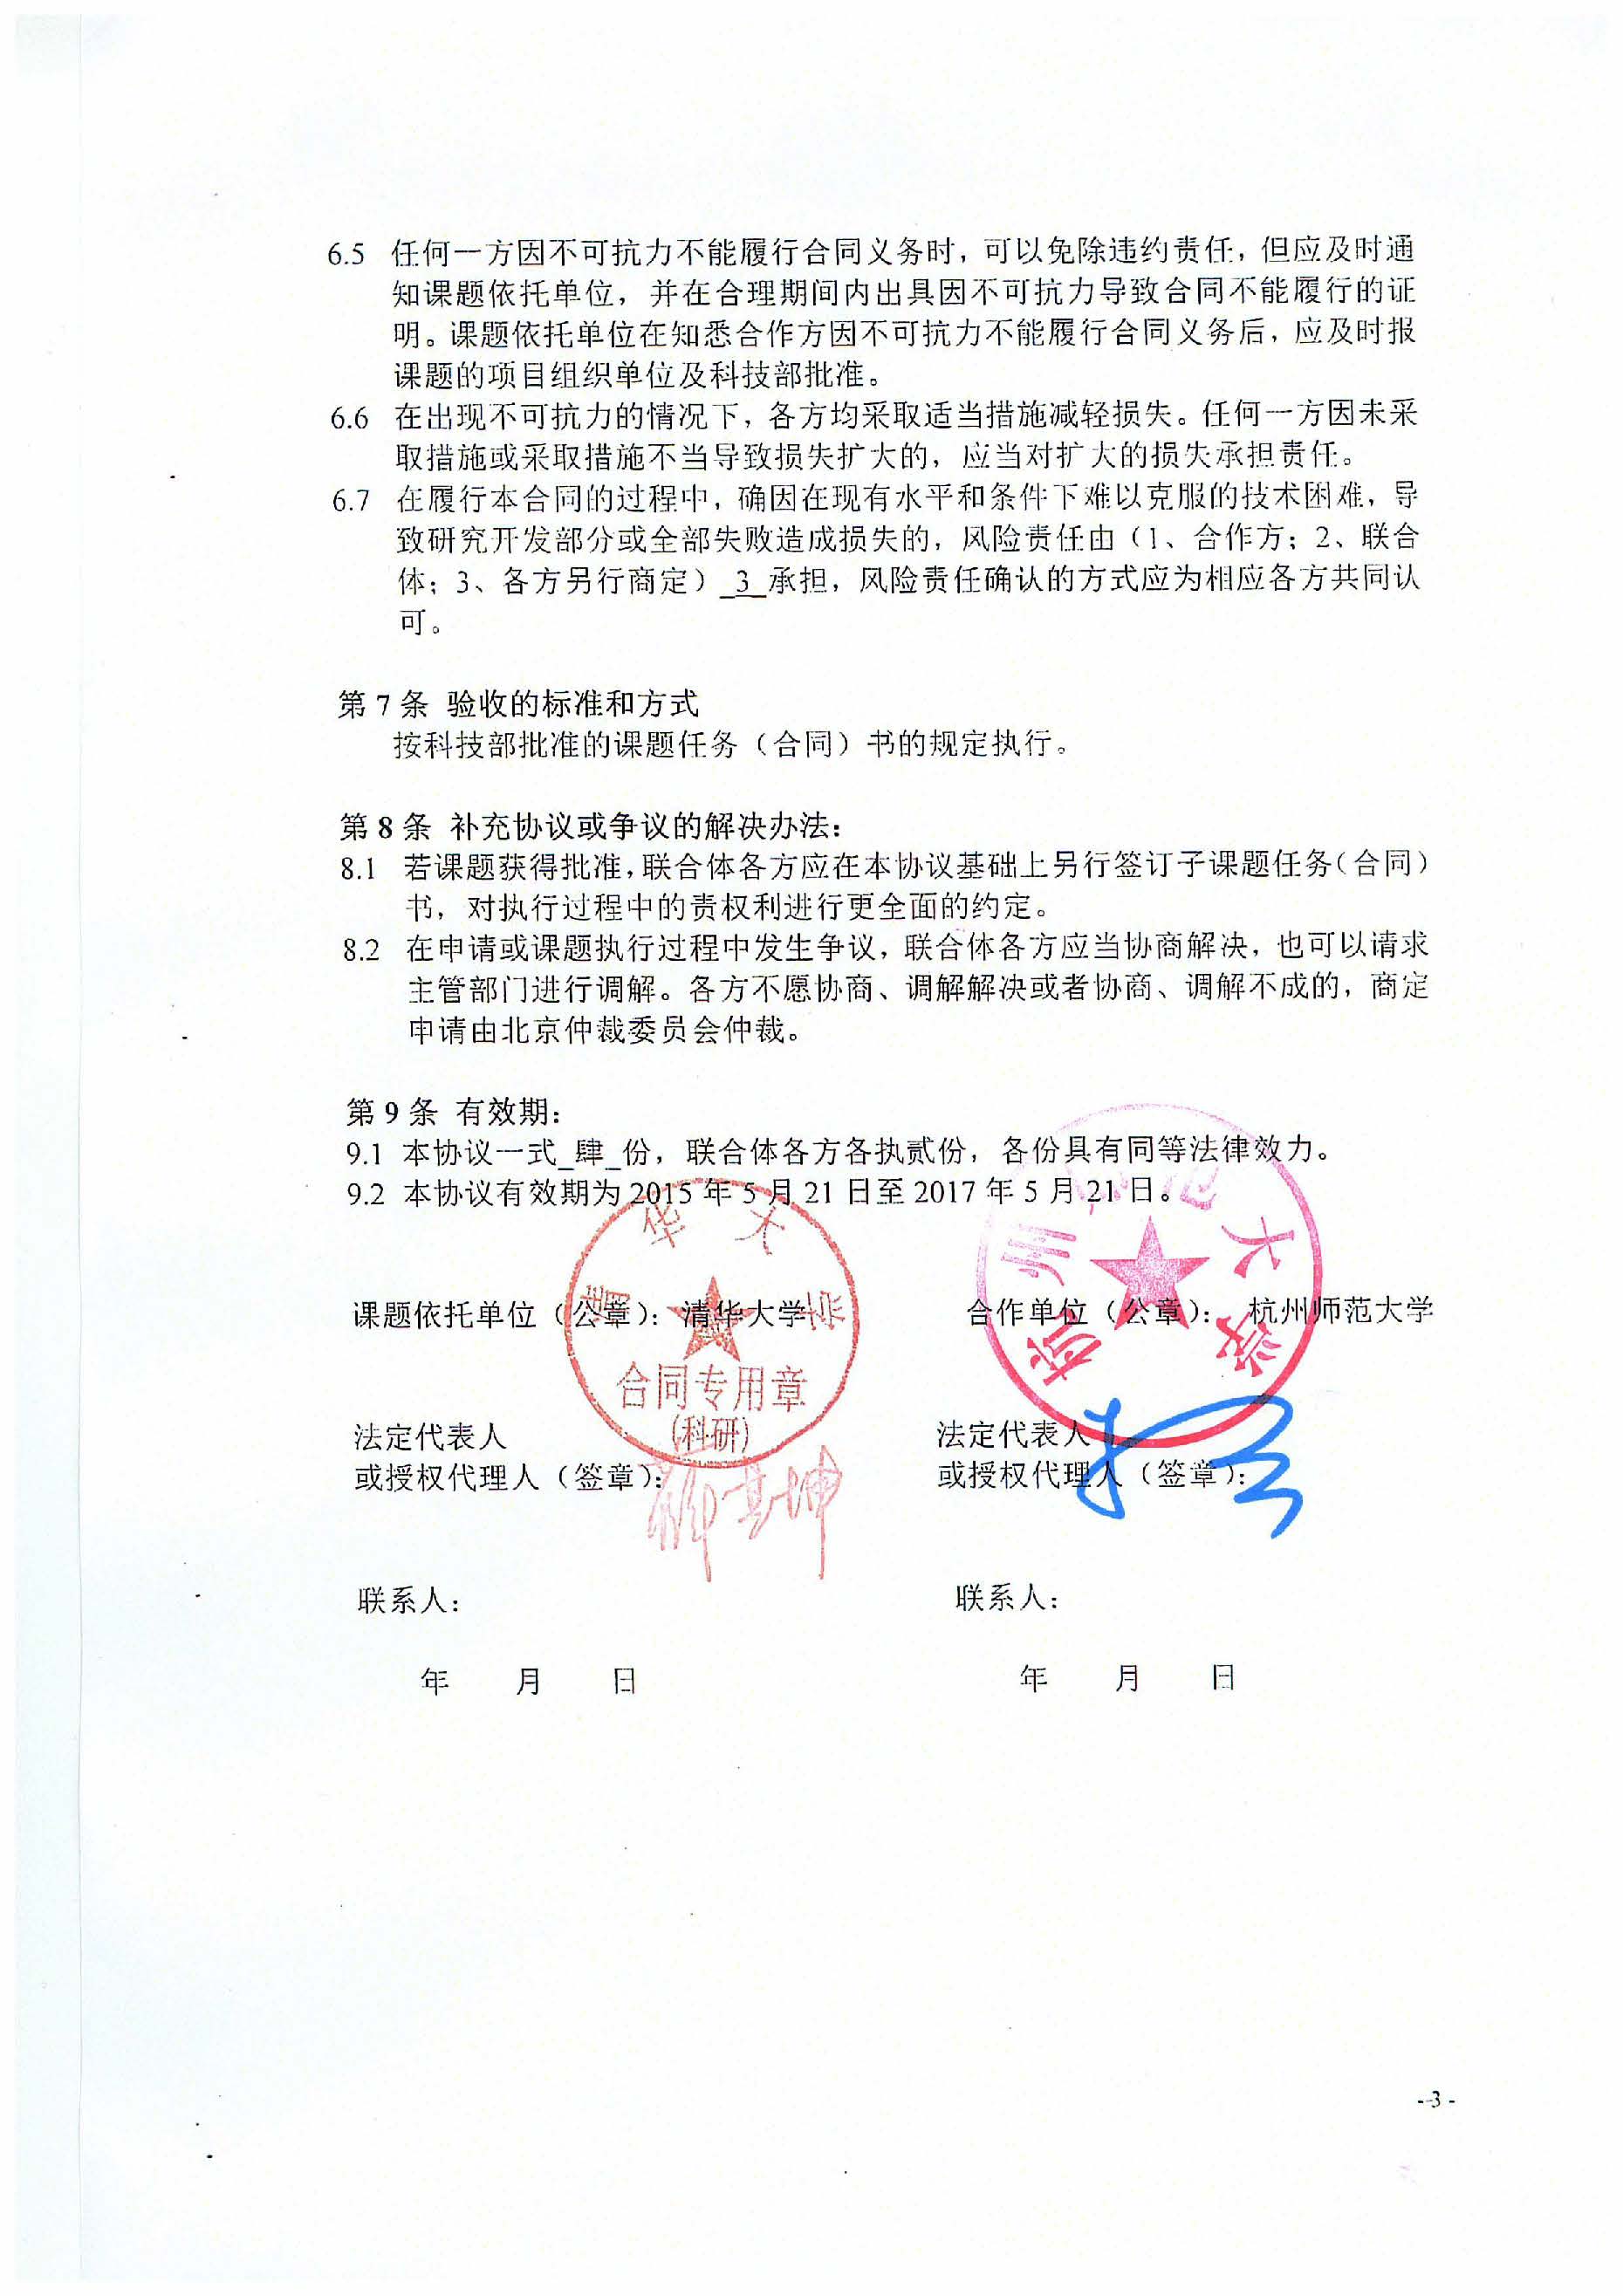 6.5 任何一方因不可抗力不能履行合同义务时，可以免除违约责任，但应及时通
知课题依托单位，并在合理期间内出具因不可抗力导致合同不能履行的证
明。课题依托单位在知悉合作方因不可抗力不能履行合同义务后，应及时报
课题的项目组织单位及科技部批准。
6.6 在出现不可抗力的情况下，各方均采取适当措施减轻损失。任何一方因未采
取措施或采取措施不当导致损失扩大的，应当对扩大的损失承担责任。
6.7 在履行本合同的过程中，确因在现有水平和条件下难以克服的技术困难，导
致研究开发部分或全部失败造成损失的，风险责任由（1、合作方；2、联合
体；3、各方另行商定）_3_承担，风险责任确认的方式应为相应各方共同认
可。
第 7 条 验收的标准和方式
按科技部批准的课题任务（合同）书的规定执行。
第 8 条 补充协议或争议的解决办法：
8.1 若课题获得批准，联合体各方应在本协议基础上另行签订子课题任务（合同）
书，对执行过程中的责权利进行更全面的约定。
8.2 在申请或课题执行过程中发生争议，联合体各方应当协商解决，也可以请求
主管部门进行调解。各方不愿协商、调解解决或者协商、调解不成的，商定
申请由北京仲裁委员会仲裁。
第 9 条 有效期：
9.1 本协议一式_肆_份，联合体各方各执贰份，各份具有同等法律效力。
9.2 本协议有效期为 2015 年 5 月 21 日至 2017 年 5 月 21 日。
课题依托单位（公章）：清华大学 合作单位（公章）：杭州师范大学
清华大学
合同专用章
(科研)
杭州师范大学
法定代表人 法定代表人
或授权代理人（签章）： 或授权代理人（签章）：
联系人： 联系人：
年 月 日 年 月 日
--3 -